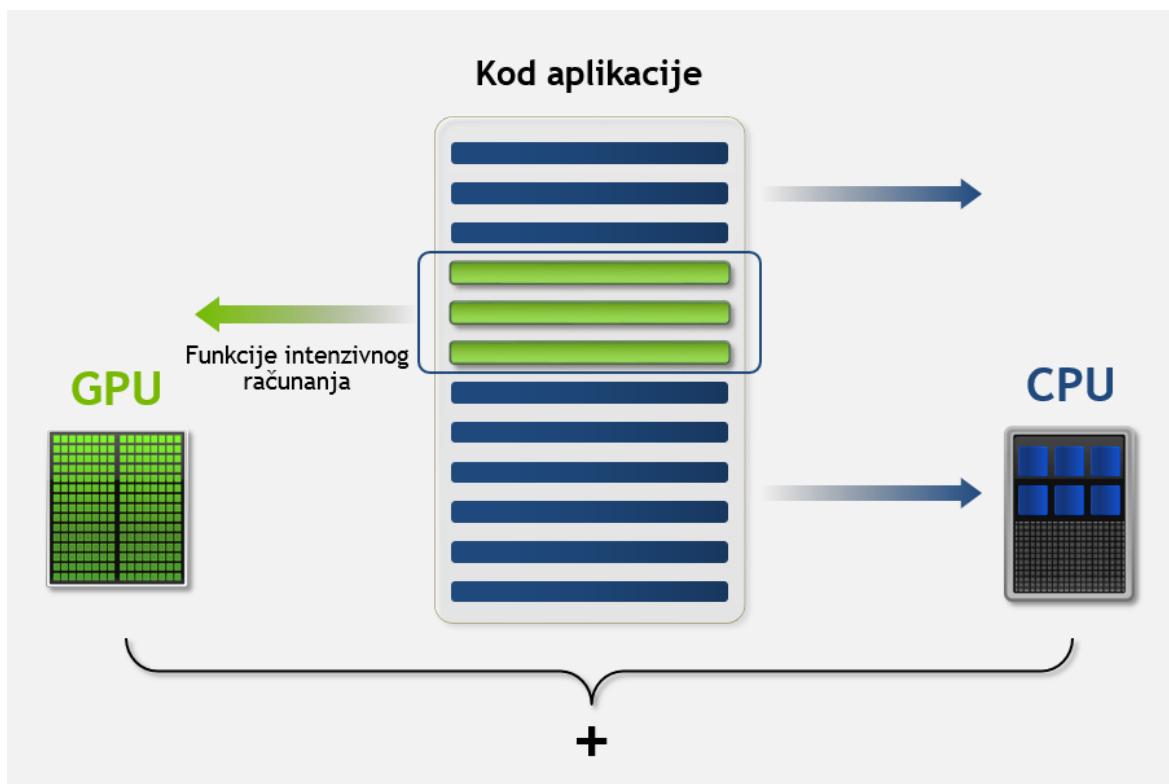 Kod aplikacije
Funkcije intenzivnog
računanja
GPU
CPU
+